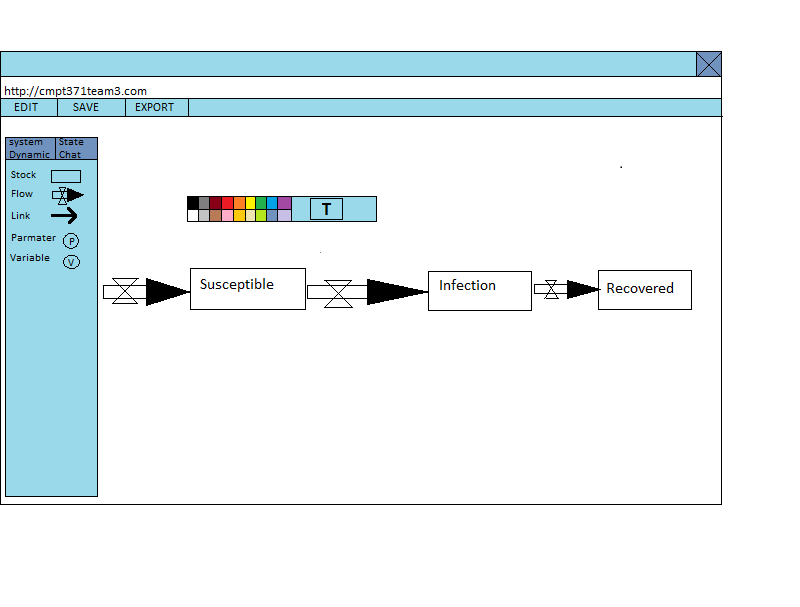 http://cmpt371team3.com
EDIT SAVE EXPORT
system State
Dynamic Chat
Stock
Flow
Link
Parmater P
Variable V
T
Susceptible Infection Recovered